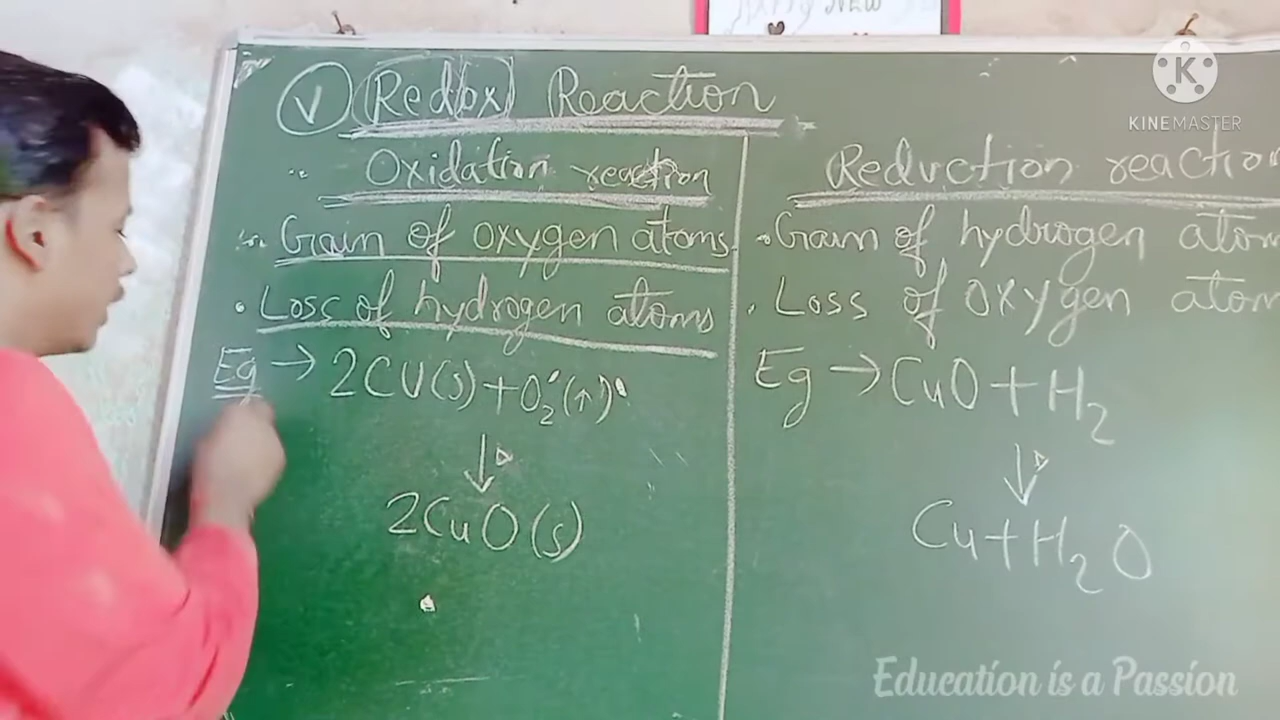 NEW
KINEMASTER
V Redox Reaction
Oxidation reaction
Gain of oxygen atoms
Loss of hydrogen atoms
Eg → 2CU(s) + O2 (↑)
↓ Δ
2CuO(s)
Reduction reaction
Gain of hydrogen atom
Loss of oxygen atom
Eg → CuO + H2
↓ Δ
Cu + H2O
Education is a Passion